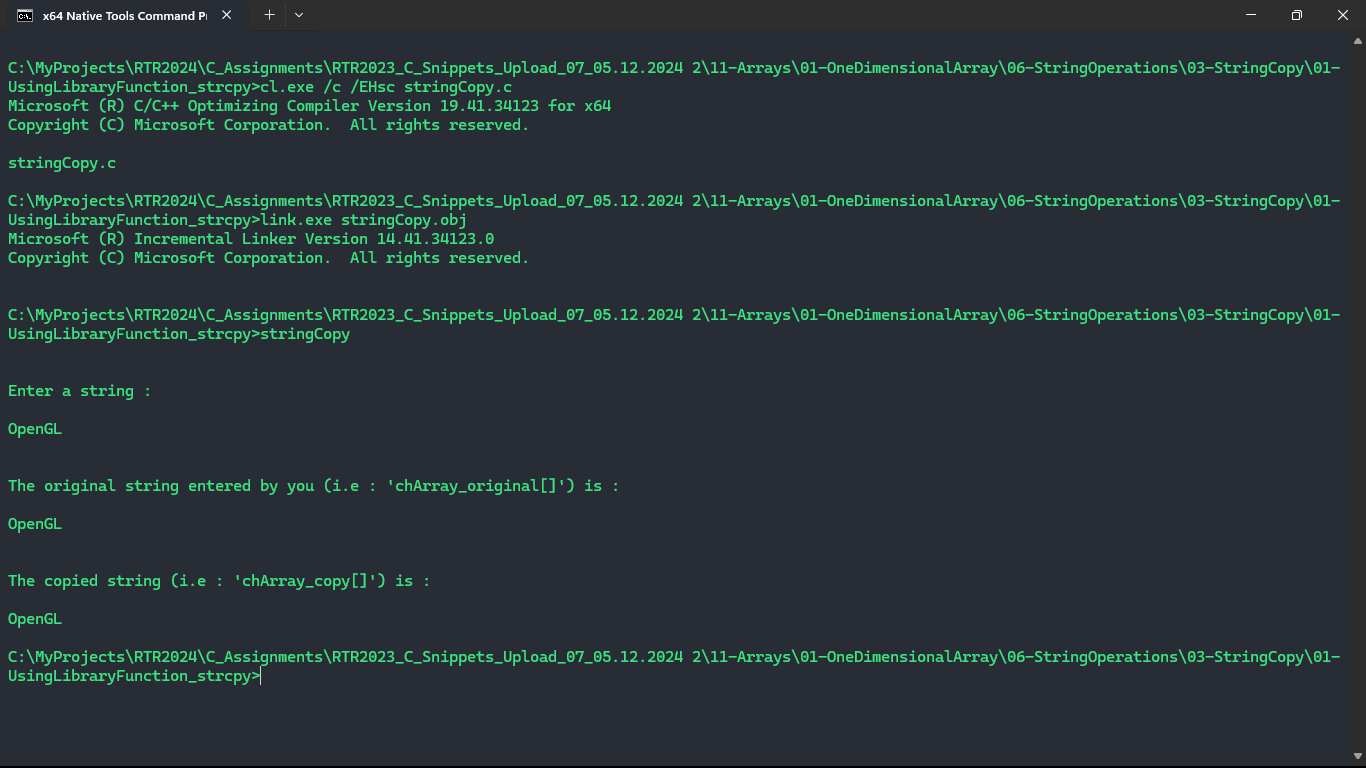 x64 Native Tools Command P
C:\MyProjects\RTR2024\C_Assignments\RTR2023_C_Snippets_Upload_07_05.12.2024 2\11-Arrays\01-OneDimensionalArray\06-StringOperations\03-StringCopy\01-
UsingLibraryFunction_strcpy>cl.exe /c /EHsc stringCopy.c
Microsoft (R) C/C++ Optimizing Compiler Version 19.41.34123 for x64
Copyright (C) Microsoft Corporation.  All rights reserved.
stringCopy.c
C:\MyProjects\RTR2024\C_Assignments\RTR2023_C_Snippets_Upload_07_05.12.2024 2\11-Arrays\01-OneDimensionalArray\06-StringOperations\03-StringCopy\01-
UsingLibraryFunction_strcpy>link.exe stringCopy.obj
Microsoft (R) Incremental Linker Version 14.41.34123.0
Copyright (C) Microsoft Corporation.  All rights reserved.
C:\MyProjects\RTR2024\C_Assignments\RTR2023_C_Snippets_Upload_07_05.12.2024 2\11-Arrays\01-OneDimensionalArray\06-StringOperations\03-StringCopy\01-
UsingLibraryFunction_strcpy>stringCopy
Enter a string :
OpenGL
The original string entered by you (i.e : 'chArray_original[]') is :
OpenGL
The copied string (i.e : 'chArray_copy[]') is :
OpenGL
C:\MyProjects\RTR2024\C_Assignments\RTR2023_C_Snippets_Upload_07_05.12.2024 2\11-Arrays\01-OneDimensionalArray\06-StringOperations\03-StringCopy\01-
UsingLibraryFunction_strcpy>